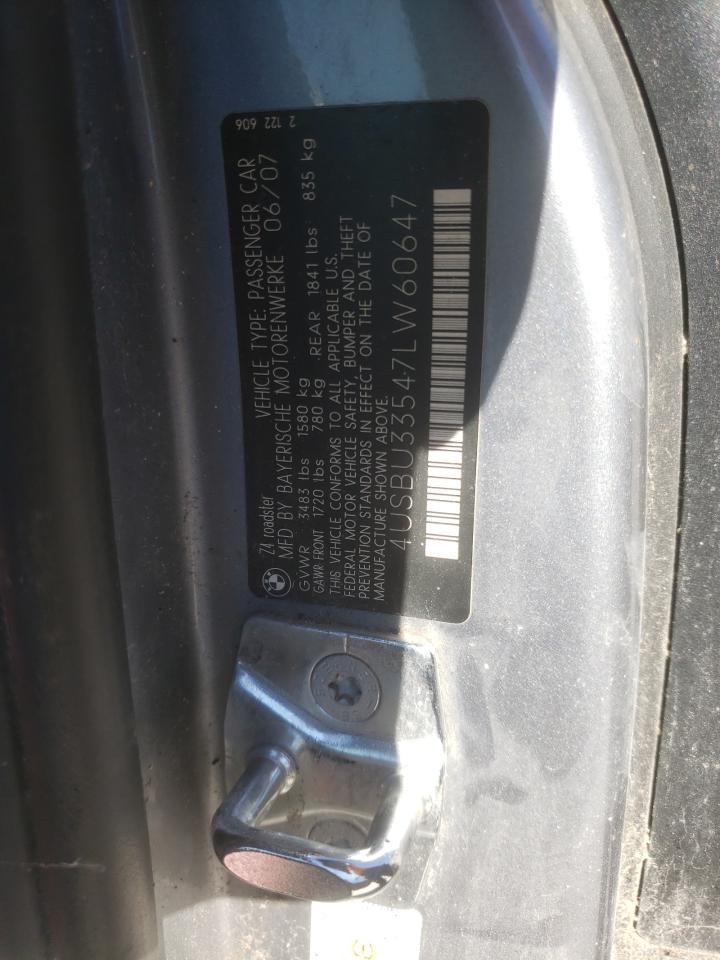 BMW
Z4 roadster VEHICLE TYPE: PASSENGER CAR 2 122 606
MFD BY BAYERISCHE MOTORENWERKE 06/07
GVWR 3483 lbs 1580 kg
GAWR FRONT 1720 lbs 780 kg REAR 1841 lbs 835 kg
THIS VEHICLE CONFORMS TO ALL APPLICABLE U.S.
FEDERAL MOTOR VEHICLE SAFETY, BUMPER AND THEFT
PREVENTION STANDARDS IN EFFECT ON THE DATE OF
MANUFACTURE SHOWN ABOVE.
4USBU33547LW60647